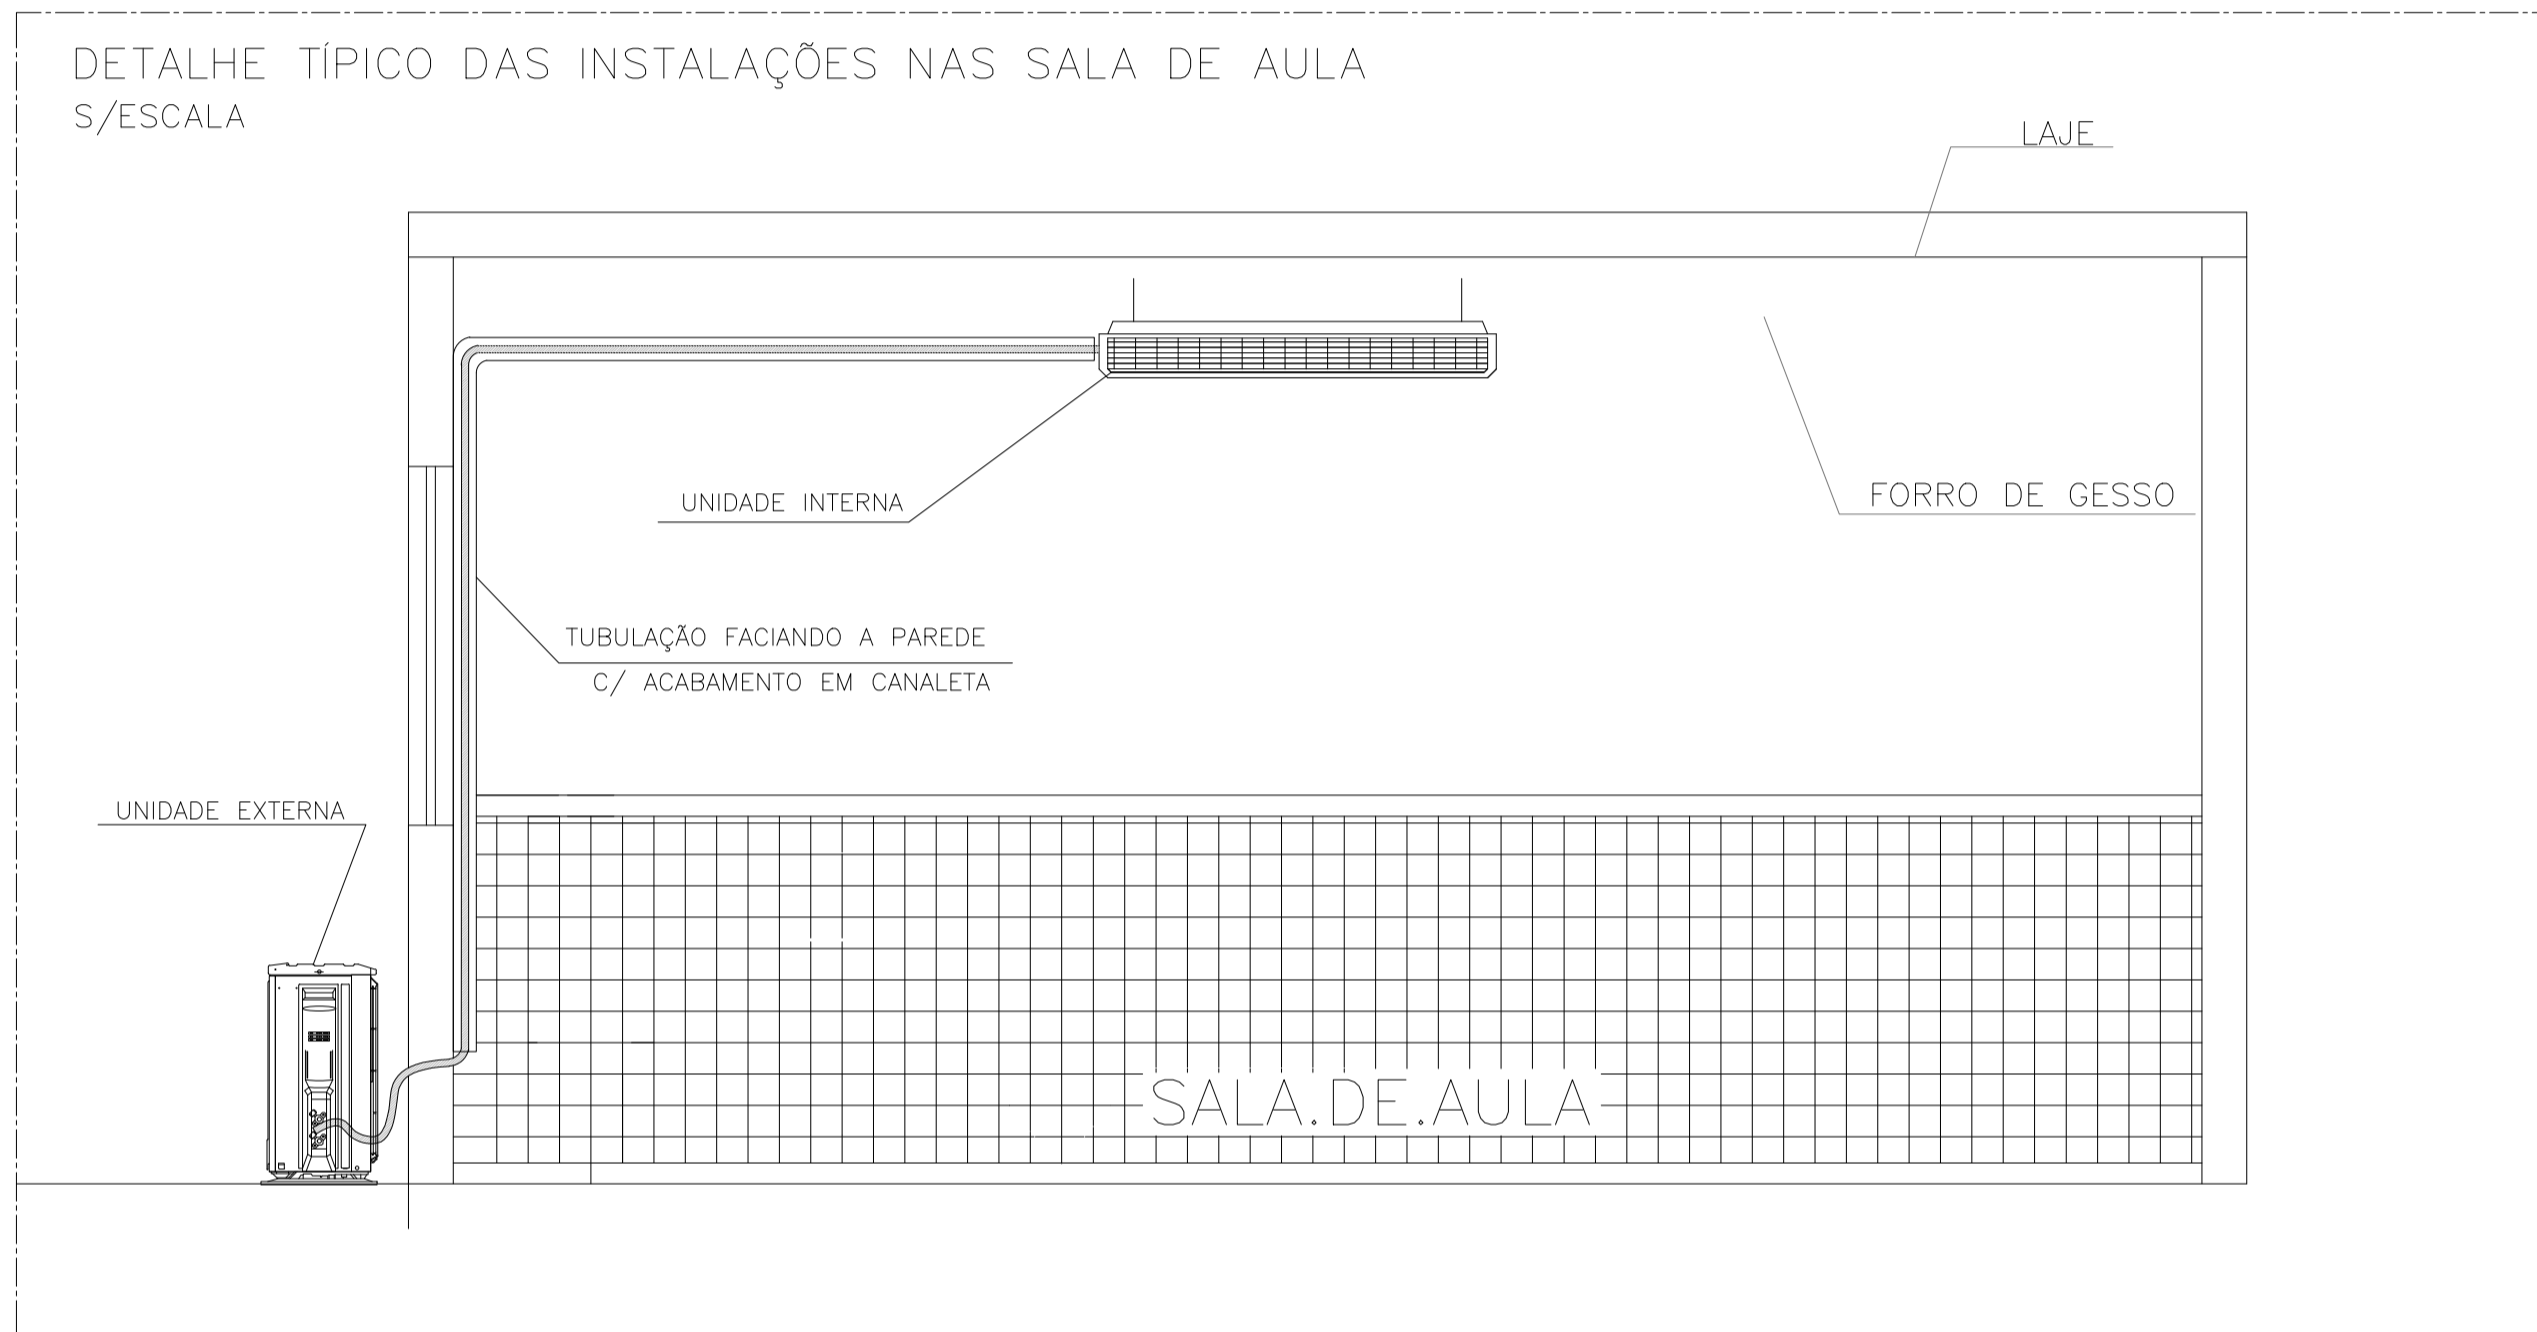 DETALHE TÍPICO DAS INSTALAÇÕES NAS SALA DE AULA
S/ESCALA
LAJE
UNIDADE INTERNA
FORRO DE GESSO
TUBULAÇÃO FACIANDO A PAREDE
C/ ACABAMENTO EM CANALETA
UNIDADE EXTERNA
SALA.DE.AULA